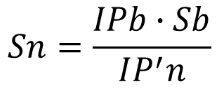 Sn = IPb · Sb / IP′n